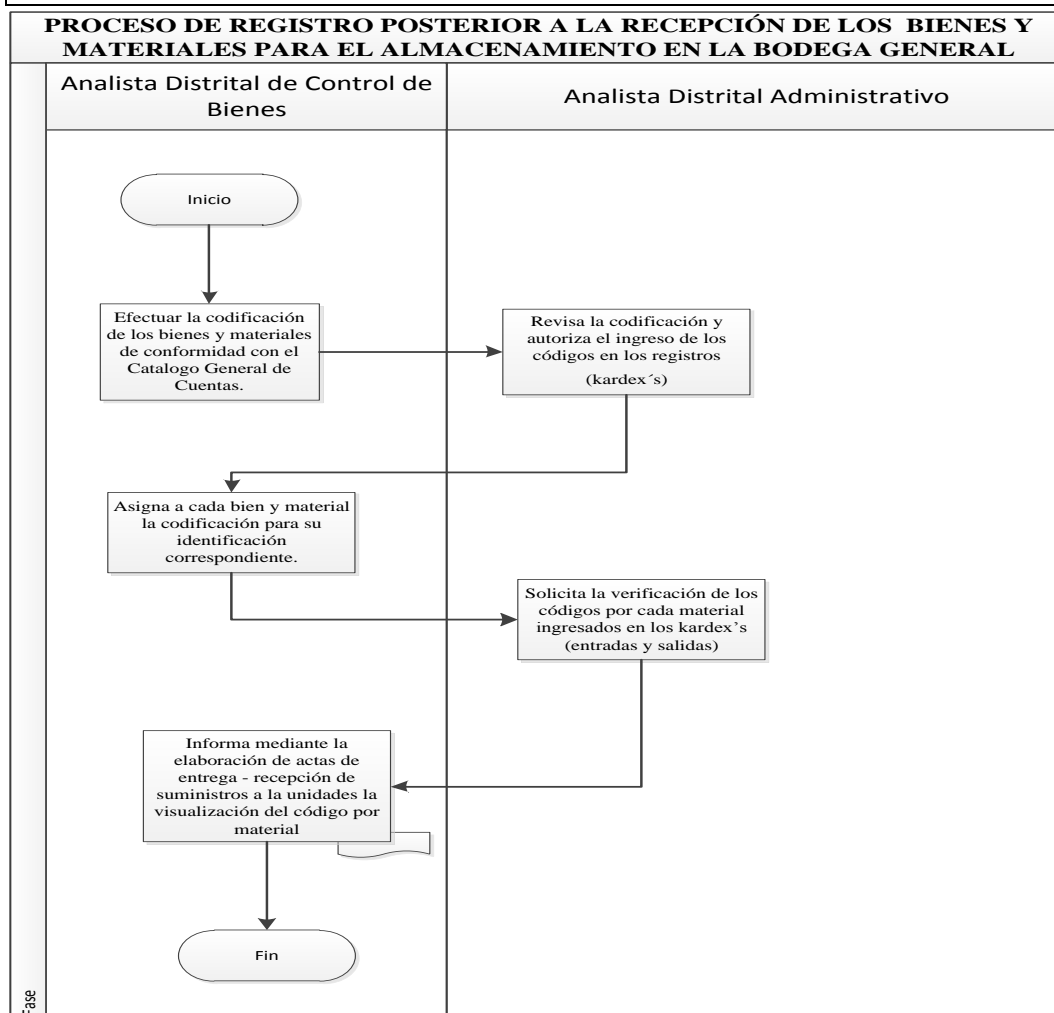 PROCESO DE REGISTRO POSTERIOR A LA RECEPCIÓN DE LOS BIENES Y
MATERIALES PARA EL ALMACENAMIENTO EN LA BODEGA GENERAL
Analista Distrital de Control de
Bienes
Analista Distrital Administrativo
Inicio
Efectuar la codificación
de los bienes y materiales
de conformidad con el
Catalogo General de
Cuentas.
Revisa la codificación y
autoriza el ingreso de los
códigos en los registros
(kardex´s)
Asigna a cada bien y material
la codificación para su
identificación
correspondiente.
Solicita la verificación de los
códigos por cada material
ingresados en los kardex’s
(entradas y salidas)
Informa mediante la
elaboración de actas de
entrega - recepción de
suministros a la unidades la
visualización del código por
material
Fin
Fase